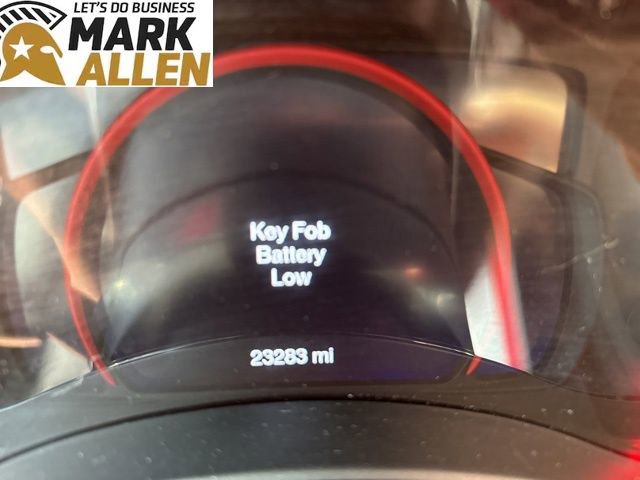 LET'S DO BUSINESS
MARK
ALLEN
Key Fob
Battery
Low
23283 mi